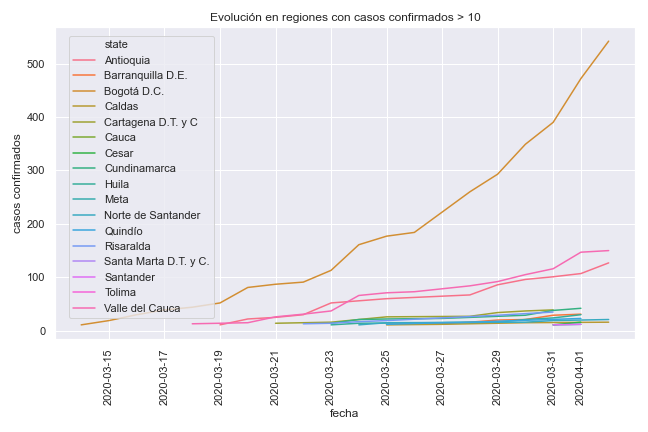 Evolución en regiones con casos confirmados > 10
casos confirmados
500
400
300
200
100
0
state
Antioquia
Barranquilla D.E.
Bogotá D.C.
Caldas
Cartagena D.T. y C
Cauca
Cesar
Cundinamarca
Huila
Meta
Norte de Santander
Quindío
Risaralda
Santa Marta D.T. y C.
Santander
Tolima
Valle del Cauca
2020-03-15
2020-03-17
2020-03-19
2020-03-21
2020-03-23
2020-03-25
2020-03-27
2020-03-29
2020-03-31
2020-04-01
fecha